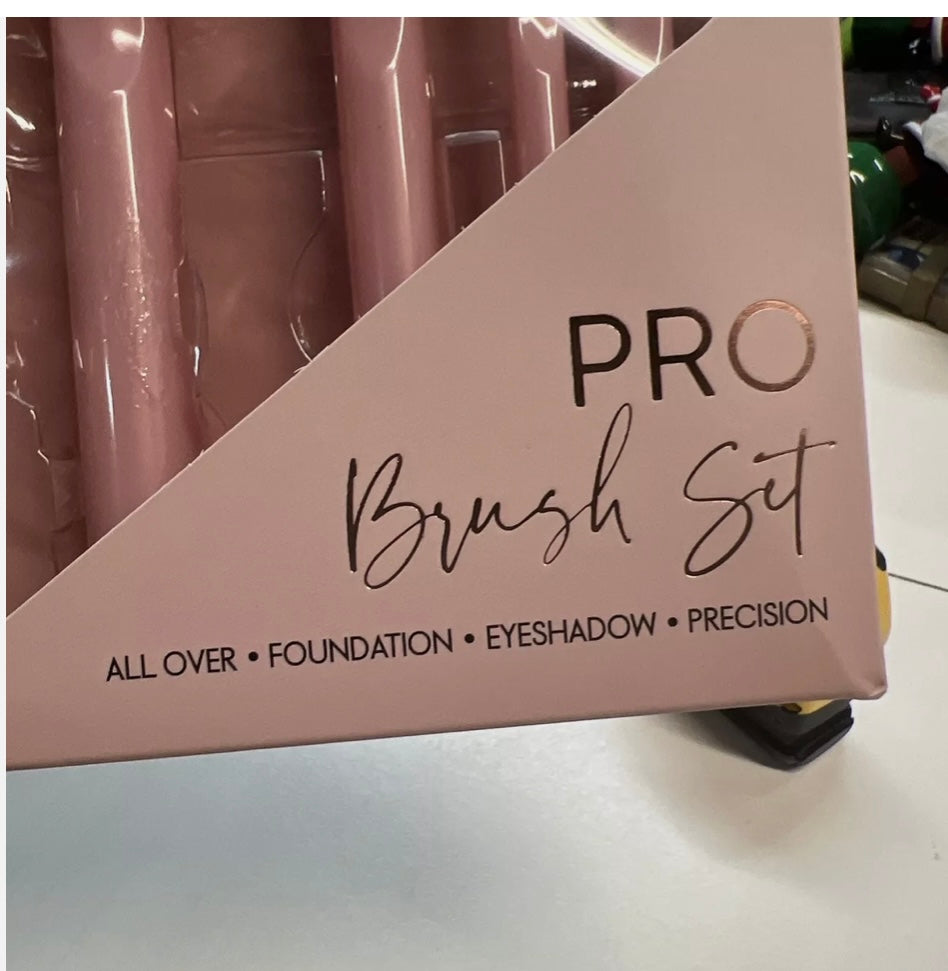 PRO
Brush Set
ALL OVER • FOUNDATION • EYESHADOW • PRECISION